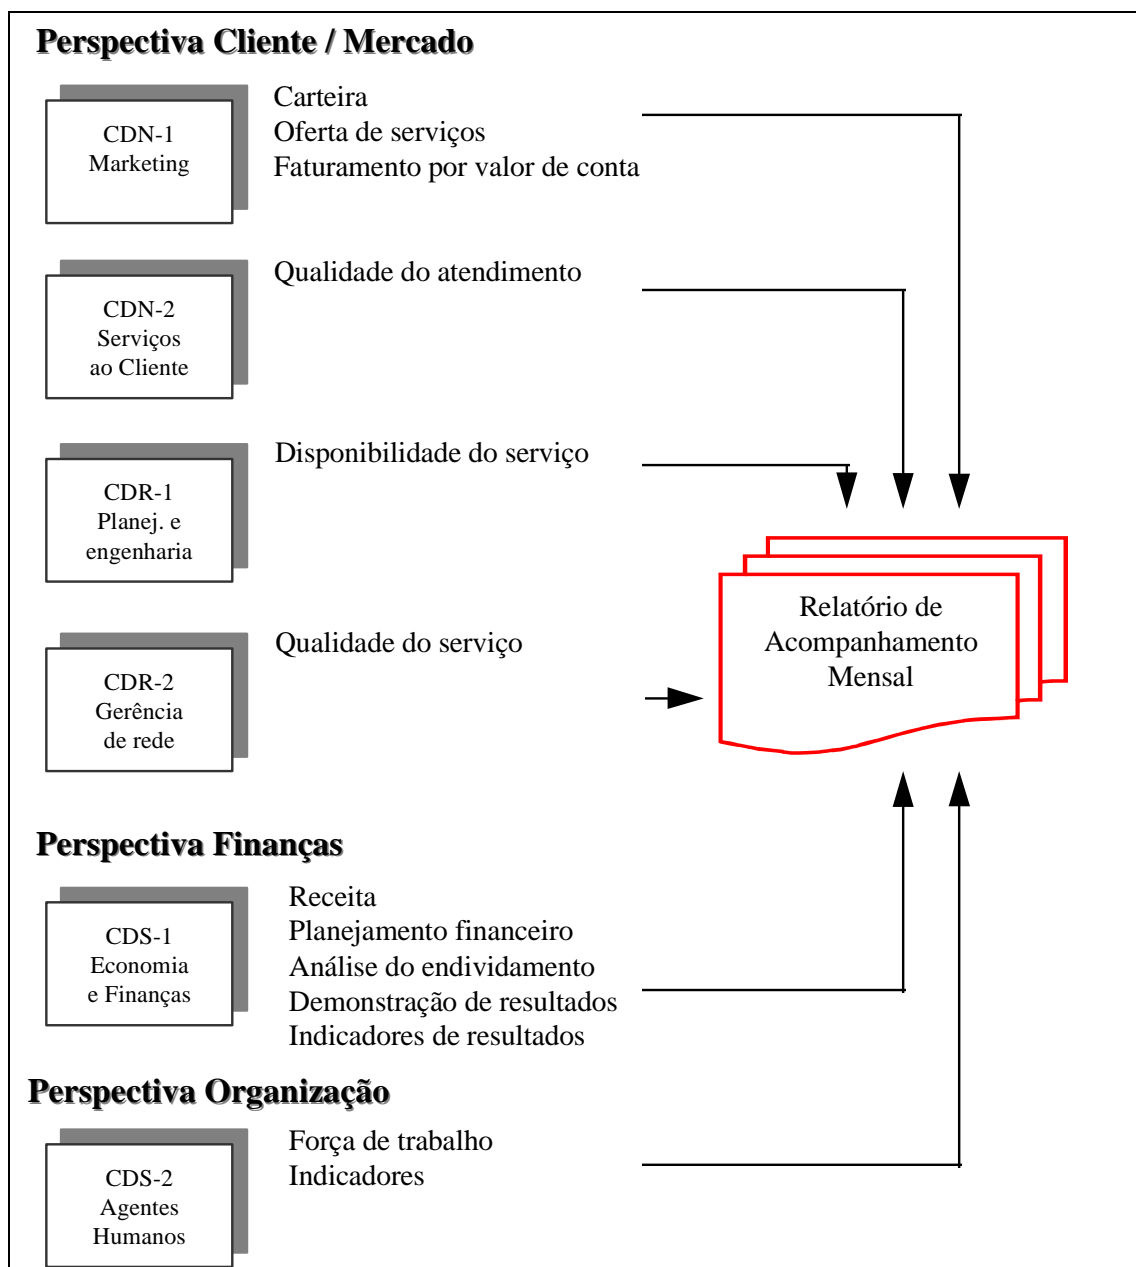 Perspectiva Cliente / Mercado
CDN-1
Marketing
Carteira
Oferta de serviços
Faturamento por valor de conta
CDN-2
Serviços
ao Cliente
Qualidade do atendimento
CDR-1
Planej. e
engenharia
Disponibilidade do serviço
CDR-2
Gerência
de rede
Qualidade do serviço
Relatório de
Acompanhamento
Mensal
Perspectiva Finanças
CDS-1
Economia
e Finanças
Receita
Planejamento financeiro
Análise do endividamento
Demonstração de resultados
Indicadores de resultados
Perspectiva Organização
CDS-2
Agentes
Humanos
Força de trabalho
Indicadores